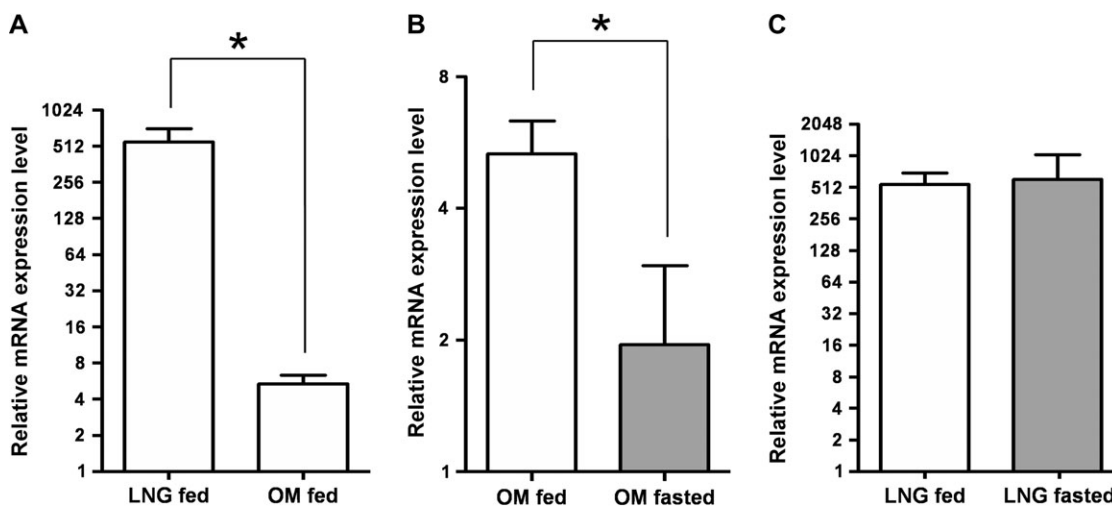 A
B
C
*
*
Relative mRNA expression level
1024
512
256
128
64
32
16
8
4
2
1
LNG fed
OM fed
Relative mRNA expression level
8
4
2
1
OM fed
OM fasted
Relative mRNA expression level
2048
1024
512
256
128
64
32
16
8
4
2
1
LNG fed
LNG fasted